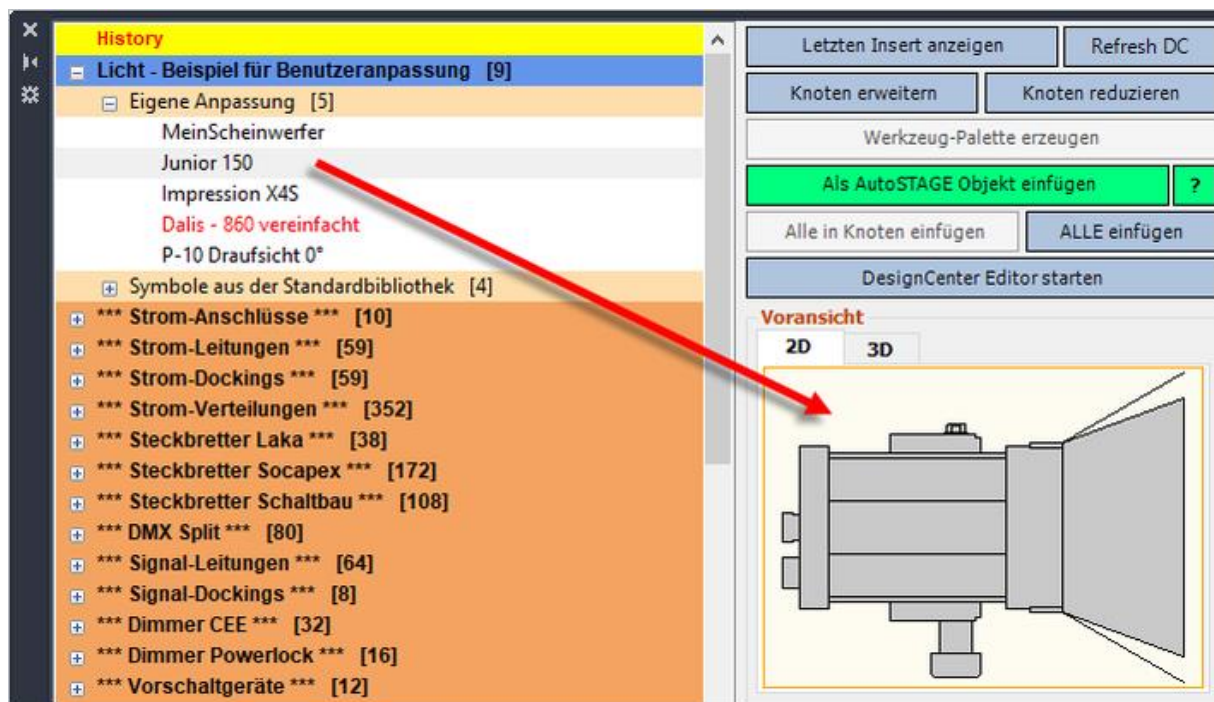 History
Licht - Beispiel für Benutzeranpassung [9]
Eigene Anpassung [5]
MeinScheinwerfer
Junior 150
Impression X4S
Dalis - 860 vereinfacht
P-10 Draufsicht 0°
Symbole aus der Standardbibliothek [4]
*** Strom-Anschlüsse *** [10]
*** Strom-Leitungen *** [59]
*** Strom-Dockings *** [59]
*** Strom-Verteilungen *** [352]
*** Steckbretter Laka *** [38]
*** Steckbretter Socapex *** [172]
*** Steckbretter Schaltbau *** [108]
*** DMX Split *** [80]
*** Signal-Leitungen *** [64]
*** Signal-Dockings *** [8]
*** Dimmer CEE *** [32]
*** Dimmer Powerlock *** [16]
*** Vorschaltgeräte *** [12]
Letzten Insert anzeigen Refresh DC
Knoten erweitern Knoten reduzieren
Werkzeug-Palette erzeugen
Als AutoSTAGE Objekt einfügen ?
Alle in Knoten einfügen ALLE einfügen
DesignCenter Editor starten
Voransicht
2D 3D